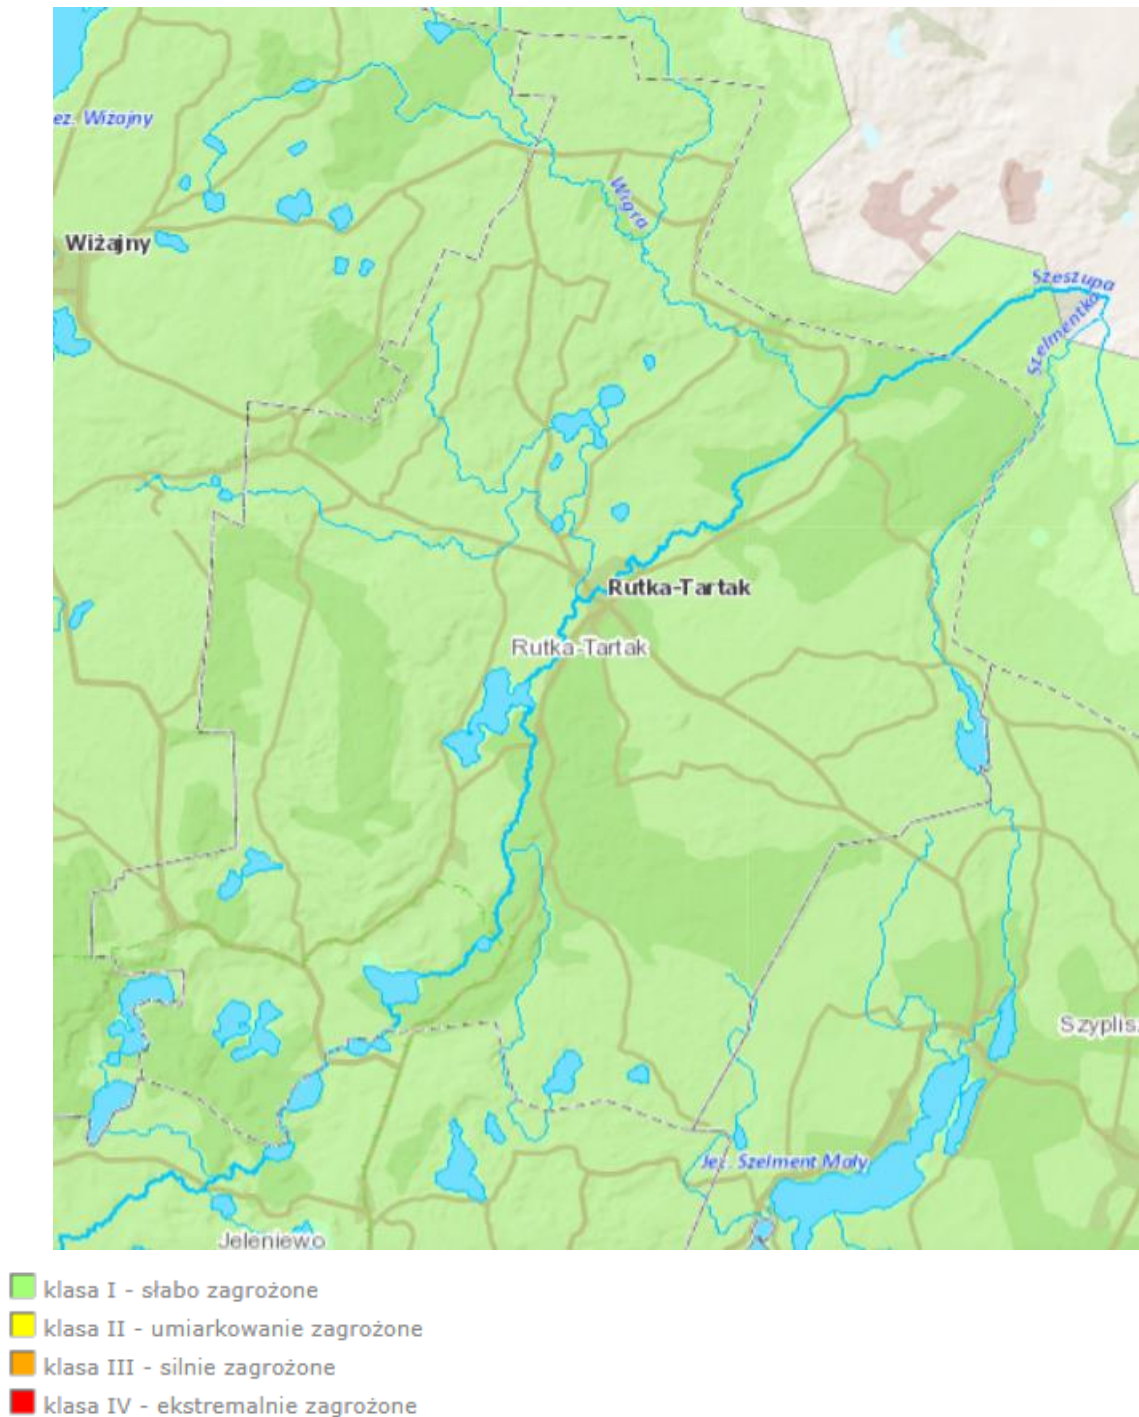 ez. Wiżajny
Wiżajny
Wigra
Szeszupa
Szelmentka
Rutka-Tartak
Rutka-Tartak
Szyplis
Jez. Szelment Mały
Jeleniewo
klasa I - słabo zagrożone
klasa II - umiarkowanie zagrożone
klasa III - silnie zagrożone
klasa IV - ekstremalnie zagrożone